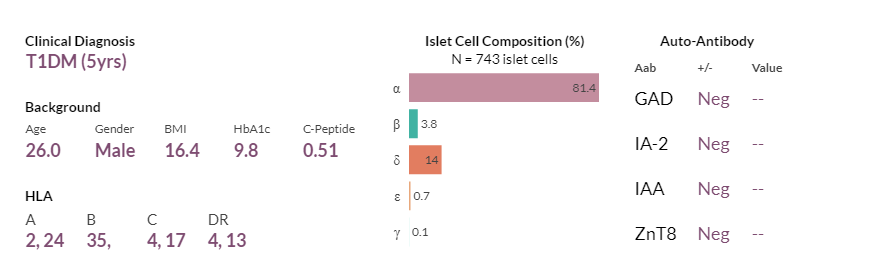 Clinical Diagnosis
T1DM (5yrs)
Background
Age Gender BMI HbA1c C-Peptide
26.0 Male 16.4 9.8 0.51
HLA
A B C DR
2, 24 35, 4, 17 4, 13
Islet Cell Composition (%)
N = 743 islet cells
α 81.4
β 3.8
δ 14
ε 0.7
γ 0.1
Auto-Antibody
Aab +/- Value
GAD Neg --
IA-2 Neg --
IAA Neg --
ZnT8 Neg --